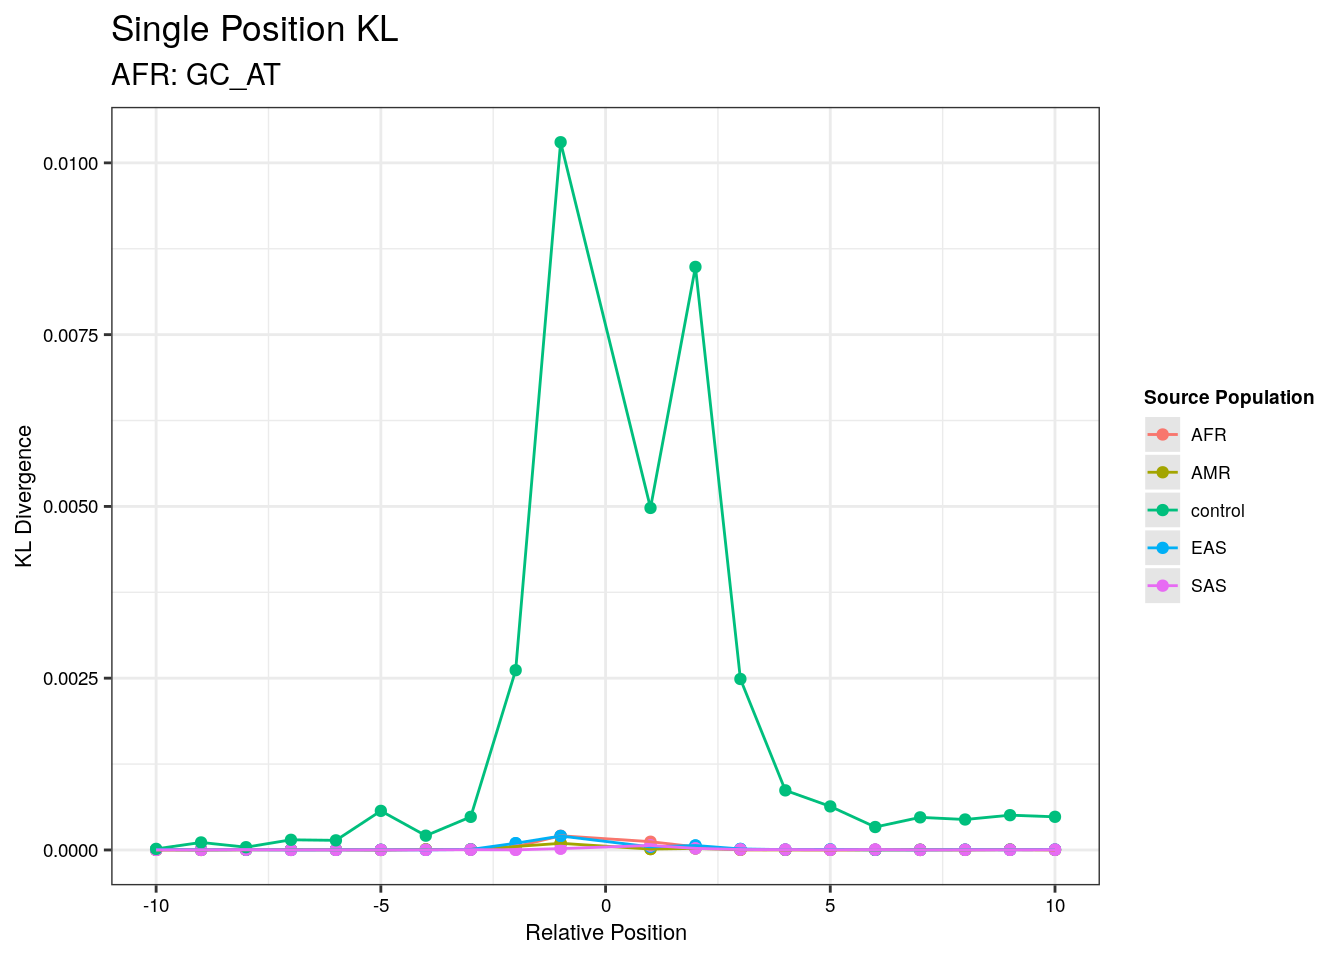 Single Position KL
AFR: GC_AT
0.0100
0.0075
0.0050
0.0025
0.0000
KL Divergence
-10
-5
0
5
10
Relative Position
Source Population
AFR
AMR
control
EAS
SAS